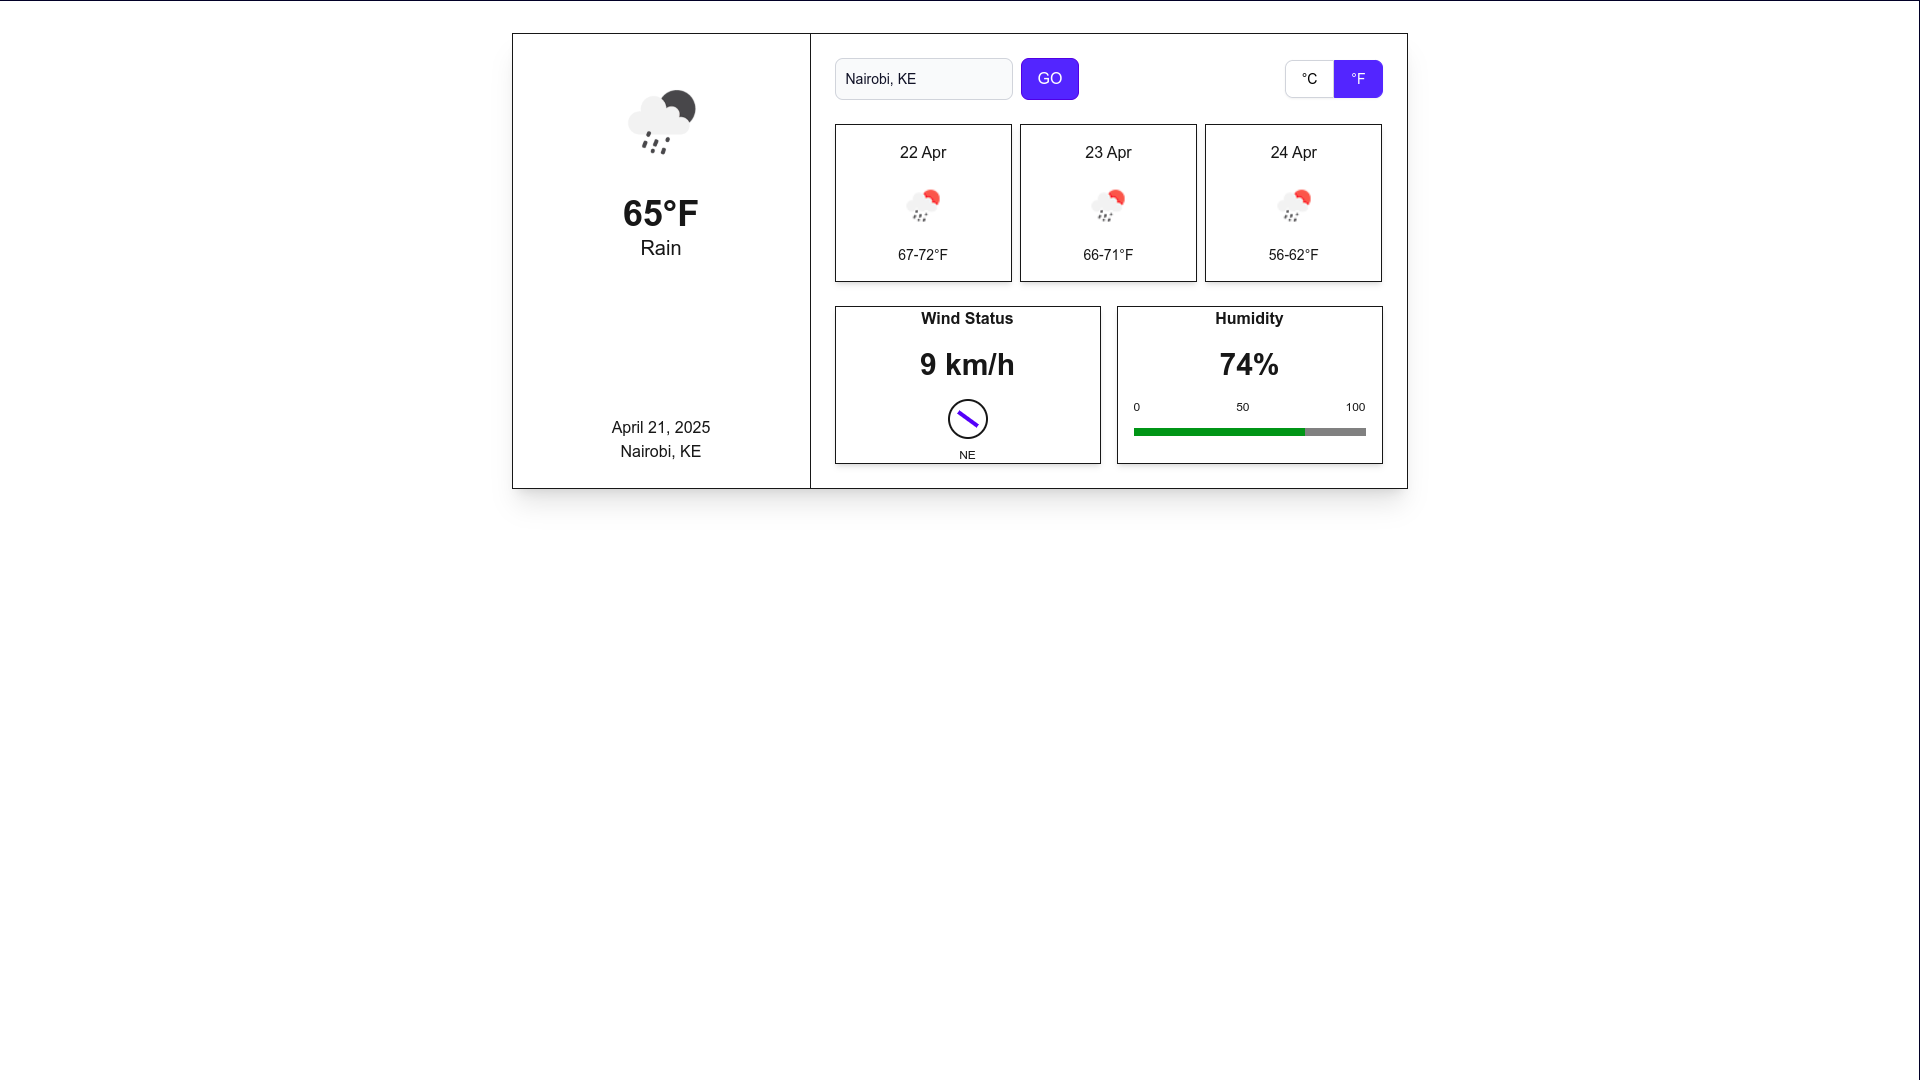 65°F
Rain
April 21, 2025
Nairobi, KE
Nairobi, KE
GO
°C
°F
22 Apr
67-72°F
23 Apr
66-71°F
24 Apr
56-62°F
Wind Status
9 km/h
NE
Humidity
74%
0 50 100